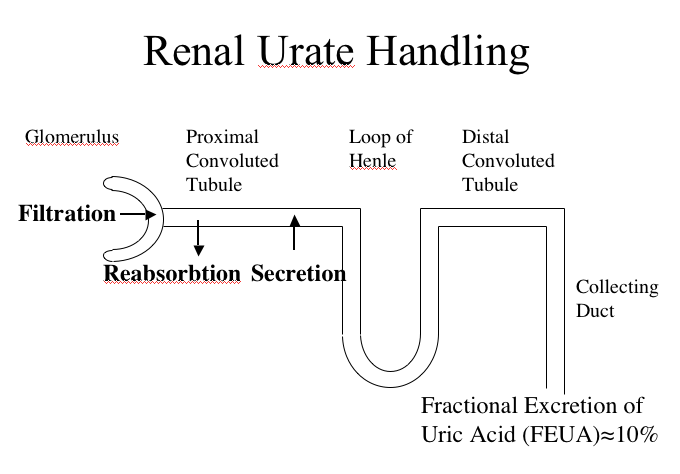 Renal Urate Handling
Glomerulus
Proximal
Convoluted
Tubule
Loop of
Henle
Distal
Convoluted
Tubule
Filtration
Reabsorbtion
Secretion
Collecting
Duct
Fractional Excretion of
Uric Acid (FEUA)≈10%